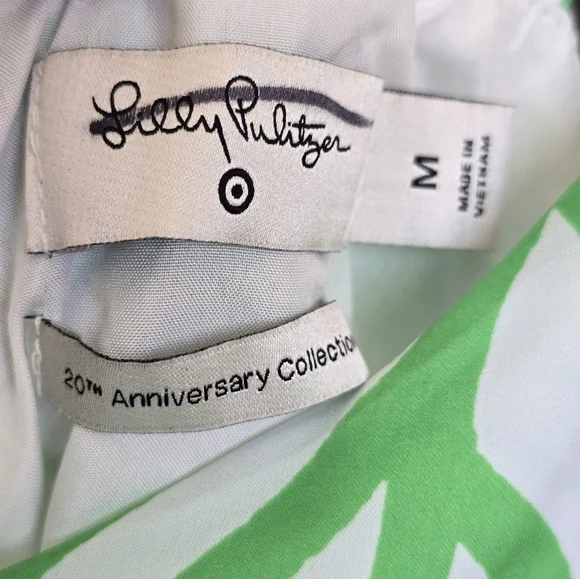 Lilly Pulitzer
M
MADE IN
VIETNAM
20TH Anniversary Collection